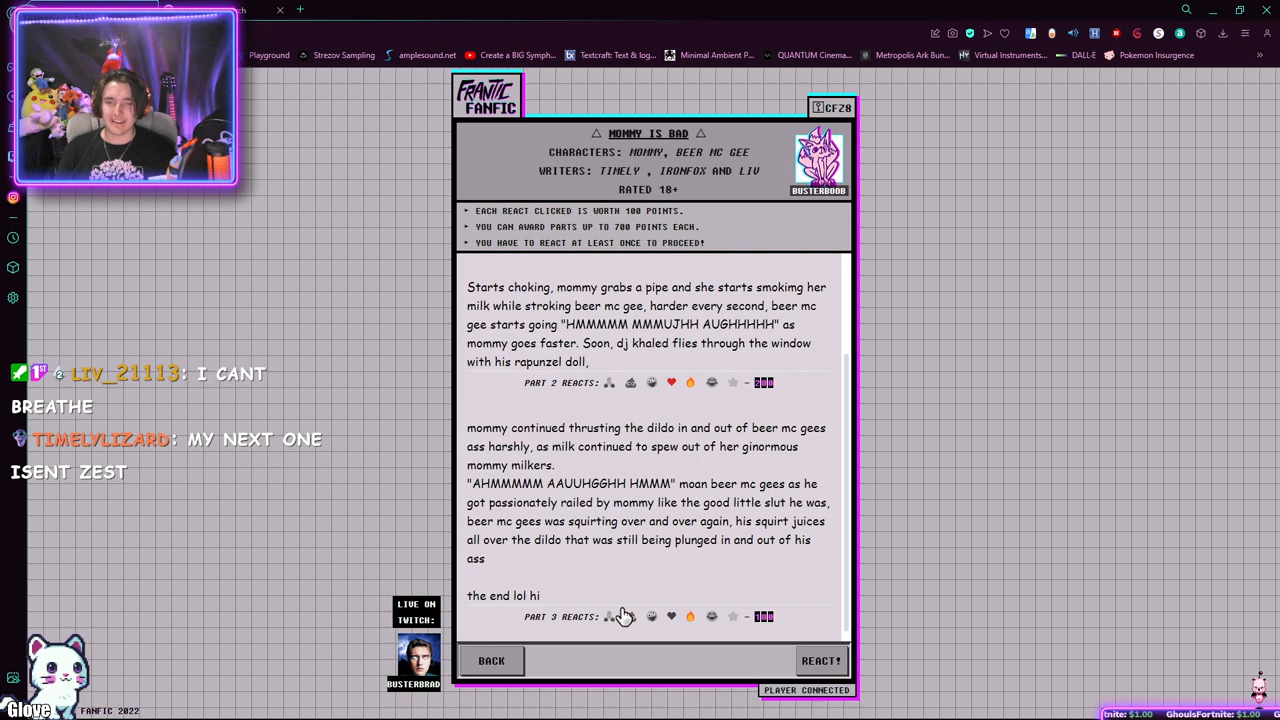 Playground
Strezov Sampling
amplesound.net
Create a BIG Symph...
Textcraft: Text & log...
Minimal Ambient P...
QUANTUM Cinema...
Metropolis Ark Bun...
Virtual Instruments...
DALL-E
Pokemon Insurgence
FRANTIC
FANFIC
CFZ8
△ MOMMY IS BAD △
CHARACTERS: MOMMY, BEER MC GEE
WRITERS: TIMELY , IRONFOX AND LIV
RATED 18+
BUSTERBOOB
‣ EACH REACT CLICKED IS WORTH 100 POINTS.
‣ YOU CAN AWARD PARTS UP TO 700 POINTS EACH.
‣ YOU HAVE TO REACT AT LEAST ONCE TO PROCEED!
Starts choking, mommy grabs a pipe and she starts smokimg her
milk while stroking beer mc gee, harder every second, beer mc
gee starts going "HMMMMM MMMUJHH AUGHHHHH" as
mommy goes faster. Soon, dj khaled flies through the window
with his rapunzel doll,
PART 2 REACTS: – 200
mommy continued thrusting the dildo in and out of beer mc gees
ass harshly, as milk continued to spew out of her ginormous
mommy milkers.
"AHMMMMM AAUUHGGHH HMMM" moan beer mc gees as he
got passionately railed by mommy like the good little slut he was,
beer mc gees was squirting over and over again, his squirt juices
all over the dildo that was still being plunged in and out of his
ass
the end lol hi
PART 3 REACTS: – 100
BACK
REACT!
PLAYER CONNECTED
LIV_21113: I CANT
BREATHE
TIMELYLIZARD: MY NEXT ONE
ISENT ZEST
LIVE ON
TWITCH:
BUSTERBRAD
Glove
FANFIC 2022
tnite: $1.00 GhoulsFortnite: $1.00